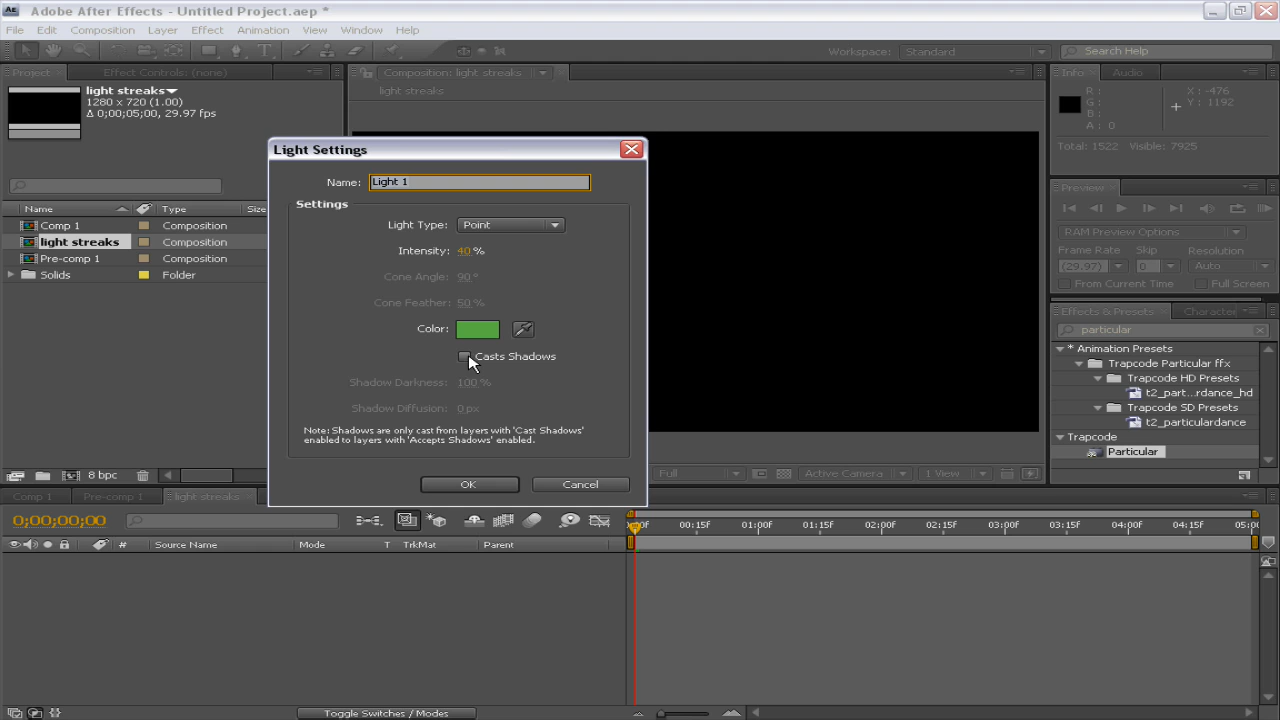 Adobe After Effects - Untitled Project.aep *
File Edit Composition Layer Effect Animation View Window Help
Workspace: Standard Search Help
Project Effect Controls: (none) Composition: light streaks Info Audio
light streaks
1280 x 720 (1.00)
Δ 0;00;05;00, 29.97 fps
light streaks
R :
G :
B :
A : 0
X : -476
Y : 1192
Total: 1522 Visible: 7925
Name Type Size
Comp 1 Composition
light streaks Composition
Pre-comp 1 Composition
Solids Folder
8 bpc
Light Settings
Name: Light 1
Settings
Light Type: Point
Intensity: 40 %
Cone Angle: 90 °
Cone Feather: 50 %
Color:
Casts Shadows
Shadow Darkness: 100 %
Shadow Diffusion: 0 px
Note: Shadows are only cast from layers with 'Cast Shadows'
enabled to layers with 'Accepts Shadows' enabled.
OK Cancel
Full Active Camera 1 View
Preview
RAM Preview Options
Frame Rate Skip Resolution
(29.97) 0 Auto
From Current Time Full Screen
Effects & Presets Character
particular
* Animation Presets
Trapcode Particular ffx
Trapcode HD Presets
t2_part...rdance_hd
Trapcode SD Presets
t2_particulardance
Trapcode
Particular
Comp 1 Pre-comp 1 light streaks
0;00;00;00
:00F 00:15F 01:00F 01:15F 02:00F 02:15F 03:00F 03:15F 04:00F 04:15F 05:0
# Source Name Mode T TrkMat Parent
Toggle Switches / Modes